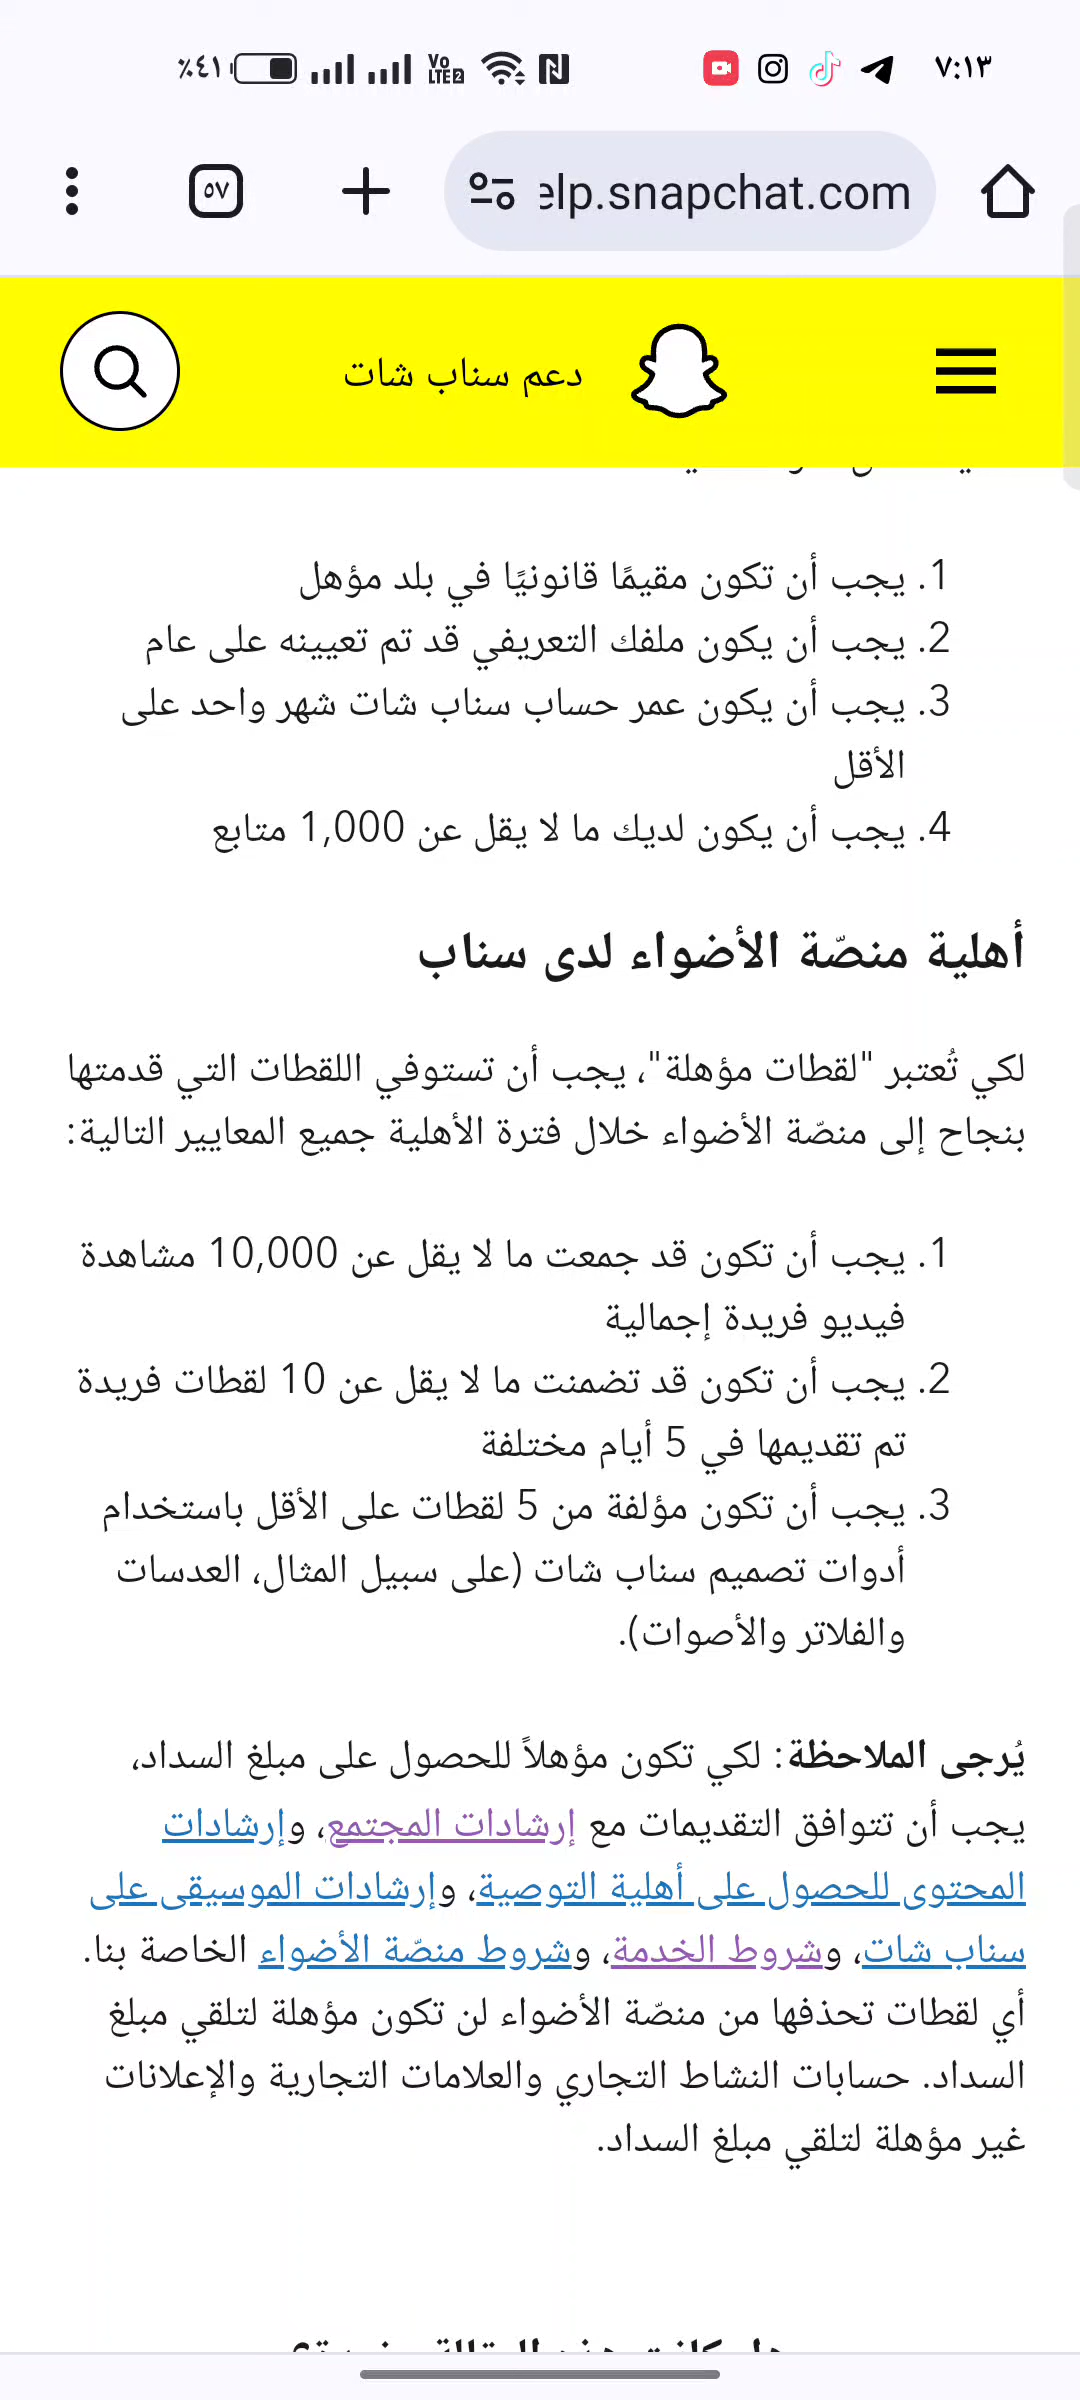 ٧:١٣
٪٤١
Vo LTE2
٥٧
elp.snapchat.com
دعم سناب شات
1. يجب أن تكون مقيمًا قانونيًا في بلد مؤهل
2. يجب أن يكون ملفك التعريفي قد تم تعيينه على عام
3. يجب أن يكون عمر حساب سناب شات شهر واحد على
الأقل
4. يجب أن يكون لديك ما لا يقل عن 1,000 متابع
أهلية منصّة الأضواء لدى سناب
لكي تُعتبر "لقطات مؤهلة"، يجب أن تستوفي اللقطات التي قدمتها
بنجاح إلى منصّة الأضواء خلال فترة الأهلية جميع المعايير التالية:
1. يجب أن تكون قد جمعت ما لا يقل عن 10,000 مشاهدة
فيديو فريدة إجمالية
2. يجب أن تكون قد تضمنت ما لا يقل عن 10 لقطات فريدة
تم تقديمها في 5 أيام مختلفة
3. يجب أن تكون مؤلفة من 5 لقطات على الأقل باستخدام
أدوات تصميم سناب شات (على سبيل المثال، العدسات
والفلاتر والأصوات).
يُرجى الملاحظة: لكي تكون مؤهلاً للحصول على مبلغ السداد،
يجب أن تتوافق التقديمات مع إرشادات المجتمع، وإرشادات
المحتوى للحصول على أهلية التوصية، وإرشادات الموسيقى على
سناب شات، وشروط الخدمة، وشروط منصّة الأضواء الخاصة بنا.
أي لقطات تحذفها من منصّة الأضواء لن تكون مؤهلة لتلقي مبلغ
السداد. حسابات النشاط التجاري والعلامات التجارية والإعلانات
غير مؤهلة لتلقي مبلغ السداد.